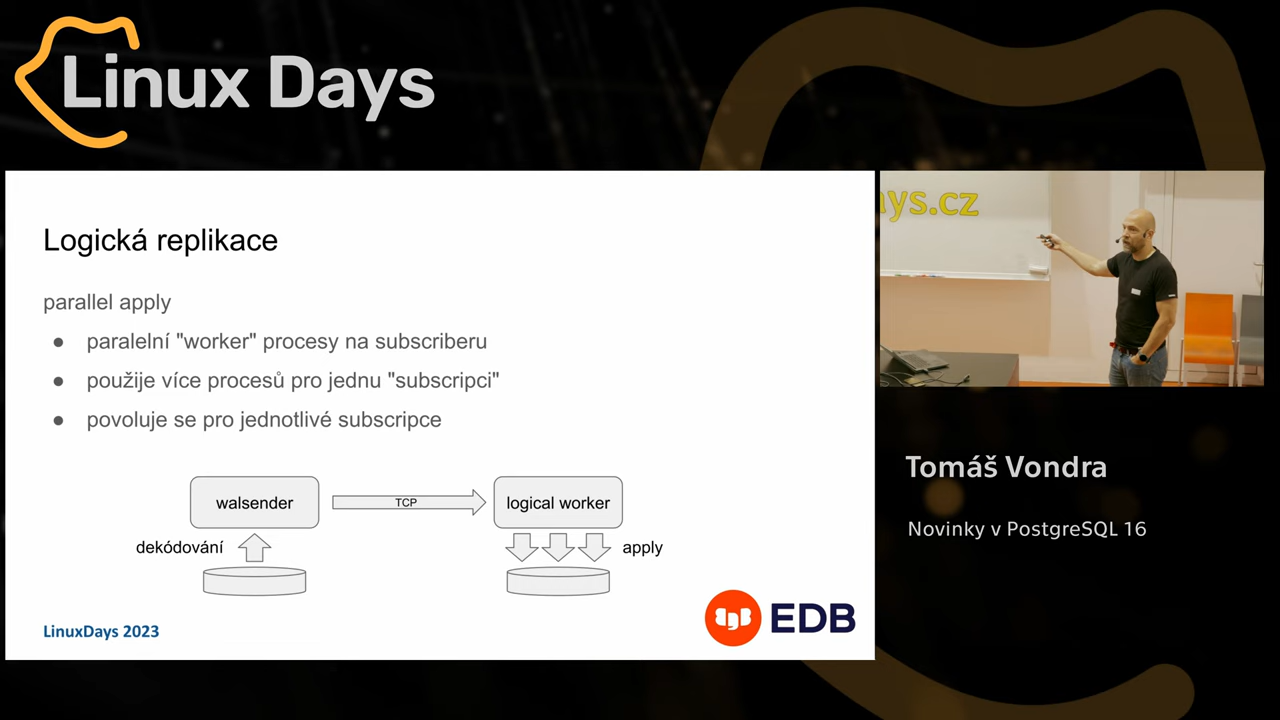 Linux Days
Logická replikace
parallel apply
● paralelní "worker" procesy na subscriberu
● použije více procesů pro jednu "subscripci"
● povoluje se pro jednotlivé subscripce
walsender
TCP
logical worker
dekódování
apply
LinuxDays 2023
EDB
ays.cz
Tomáš Vondra
Novinky v PostgreSQL 16